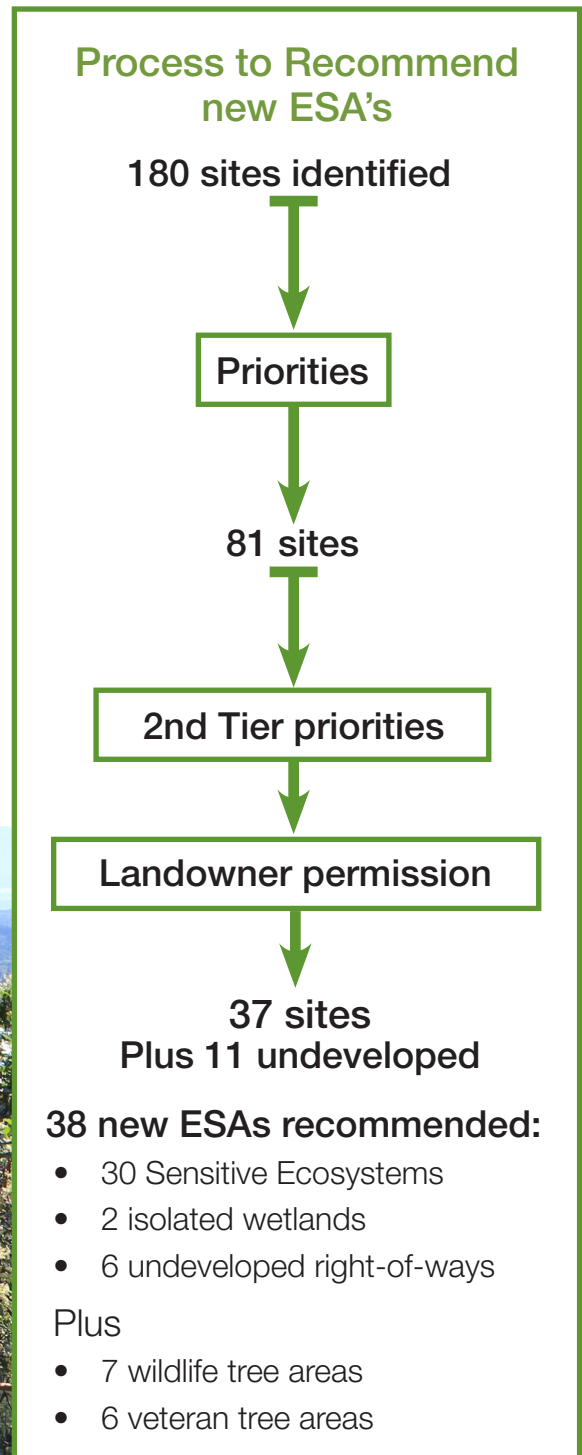 Process to Recommend
new ESA's
180 sites identified
Priorities
81 sites
2nd Tier priorities
Landowner permission
37 sites
Plus 11 undeveloped
38 new ESAs recommended:
• 30 Sensitive Ecosystems
• 2 isolated wetlands
• 6 undeveloped right-of-ways
Plus
• 7 wildlife tree areas
• 6 veteran tree areas